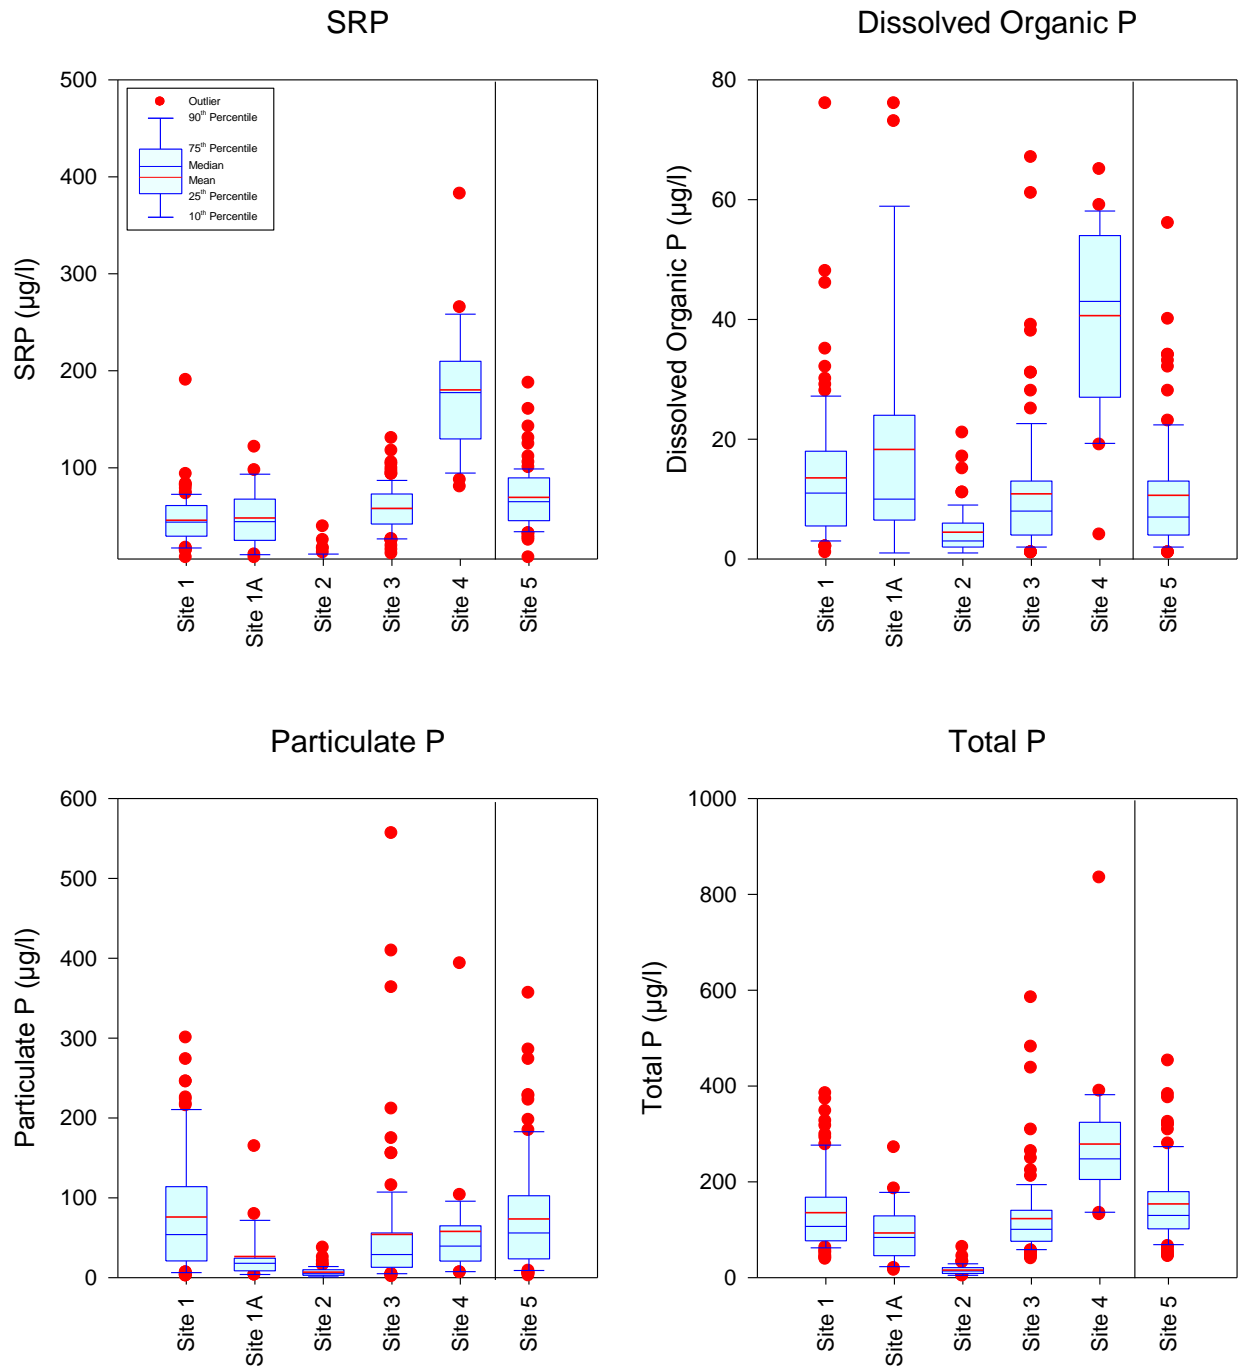 SRP
Dissolved Organic P
500
400
300
200
100
SRP (µg/l)
Outlier
90th Percentile
75th Percentile
Median
Mean
25th Percentile
10th Percentile
Site 1
Site 1A
Site 2
Site 3
Site 4
Site 5
80
60
40
20
0
Dissolved Organic P (µg/l)
Site 1
Site 1A
Site 2
Site 3
Site 4
Site 5
Particulate P
Total P
600
500
400
300
200
100
0
Particulate P (µg/l)
Site 1
Site 1A
Site 2
Site 3
Site 4
Site 5
1000
800
600
400
200
0
Total P (µg/l)
Site 1
Site 1A
Site 2
Site 3
Site 4
Site 5